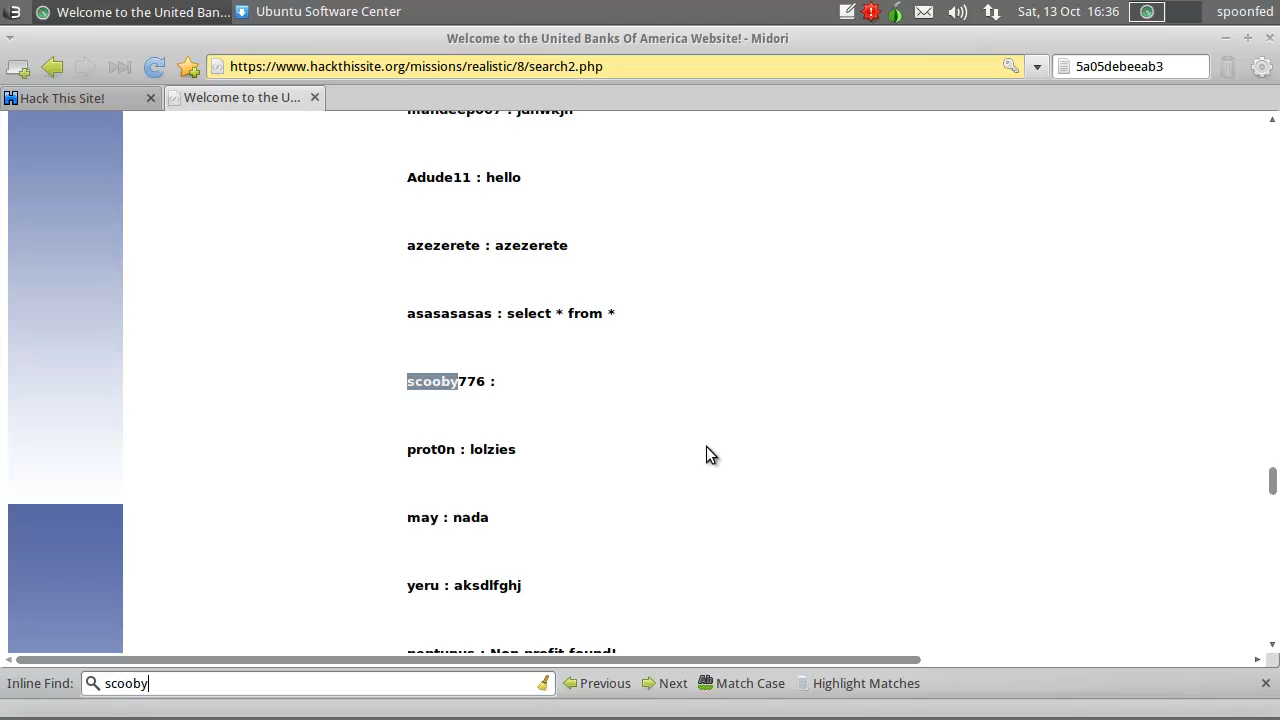 Welcome to the United Ban... Ubuntu Software Center Sat, 13 Oct 16:36 spoonfed
Welcome to the United Banks Of America Website! - Midori
https://www.hackthissite.org/missions/realistic/8/search2.php 5a05debeeab3
Hack This Site! Welcome to the U...
Adude11 : hello
azezerete : azezerete
asasasasas : select * from *
scooby776 :
prot0n : lolzies
may : nada
yeru : aksdlfghj
Inline Find: scooby Previous Next Match Case Highlight Matches